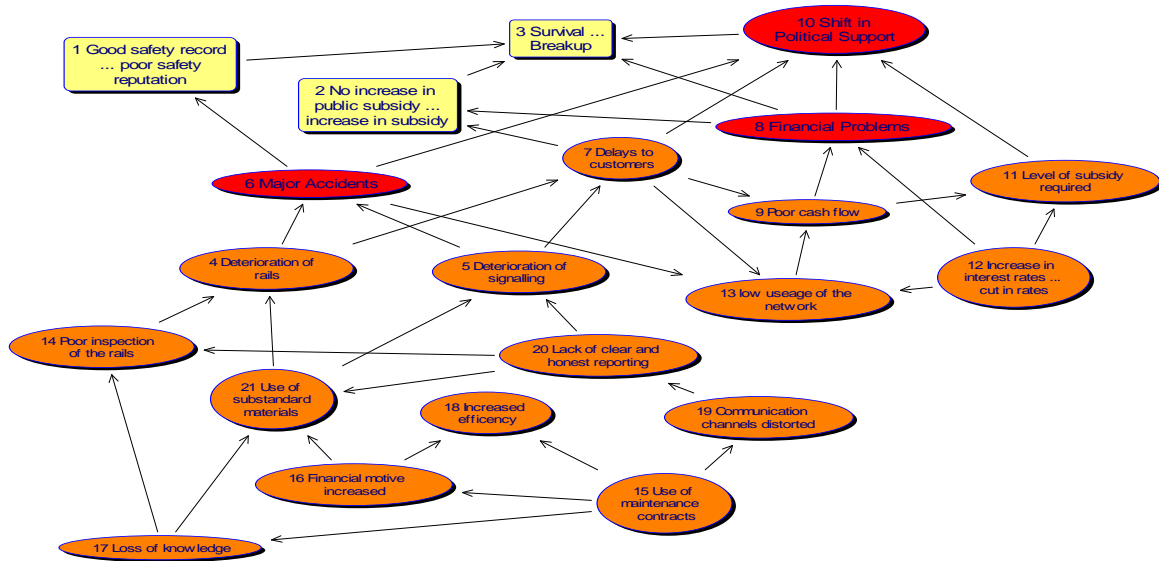 10 Shift in
Political Support
3 Survival ...
Breakup
1 Good safety record
... poor safety
reputation
2 No increase in
public subsidy ...
increase in subsidy
8 Financial Problems
7 Delays to
customers
11 Level of subsidy
required
6 Major Accidents
9 Poor cash flow
4 Deterioration of
rails
5 Deterioration of
signalling
12 Increase in
interest rates ...
cut in rates
13 low useage of the
network
14 Poor inspection
of the rails
20 Lack of clear and
honest reporting
21 Use of
substandard
materials
18 Increased
efficency
19 Communication
channels distorted
16 Financial motive
increased
15 Use of
maintenance
contracts
17 Loss of knowledge